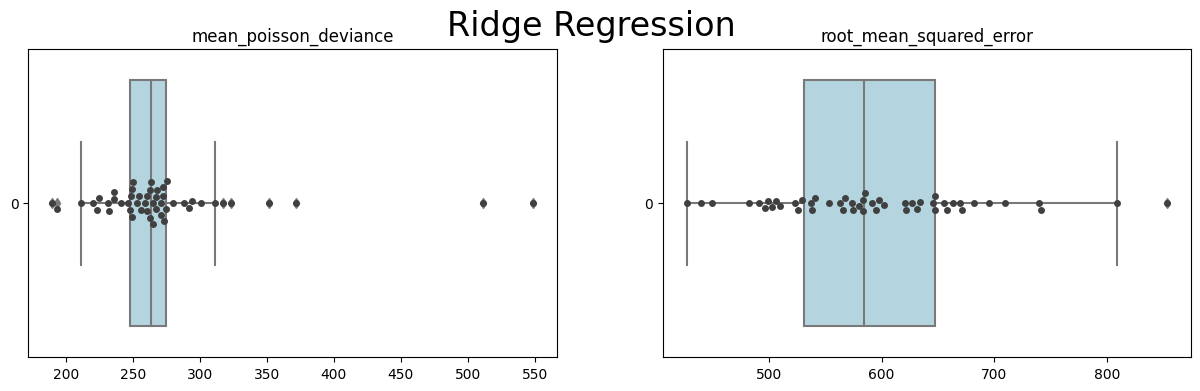 Ridge Regression
mean_poisson_deviance
0
200 250 300 350 400 450 500 550
root_mean_squared_error
0
500 600 700 800